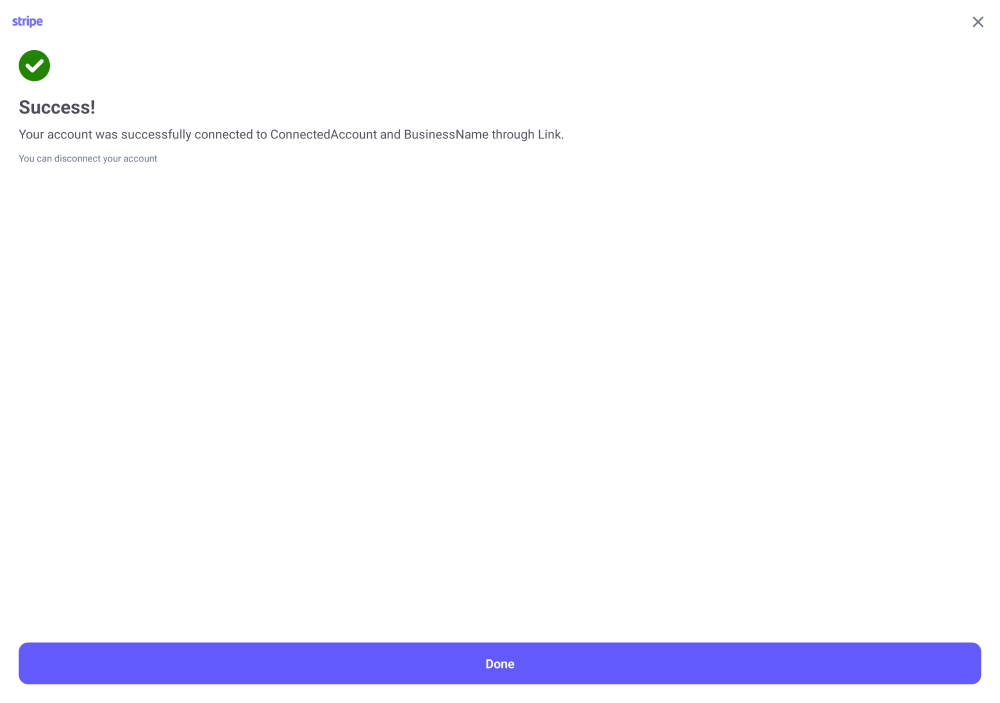 stripe
Success!
Your account was successfully connected to ConnectedAccount and BusinessName through Link.
You can disconnect your account
Done